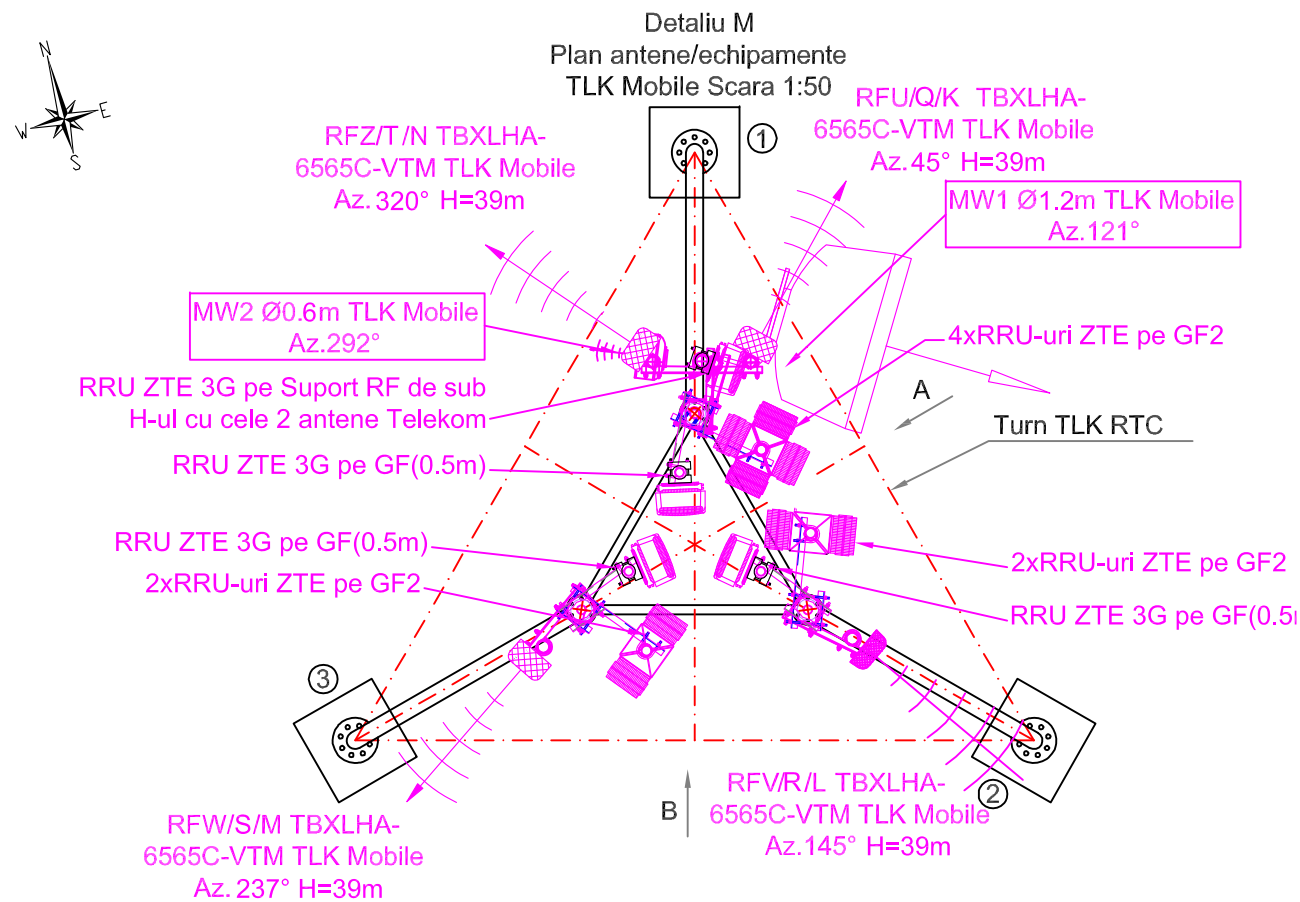 Detaliu M
Plan antene/echipamente
TLK Mobile Scara 1:50
N
E
W
S
RFZ/T/N TBXLHA-
6565C-VTM TLK Mobile
Az. 320° H=39m
1
RFU/Q/K TBXLHA-
6565C-VTM TLK Mobile
Az. 45° H=39m
MW1 Ø1.2m TLK Mobile
Az.121°
MW2 Ø0.6m TLK Mobile
Az.292°
4xRRU-uri ZTE pe GF2
RRU ZTE 3G pe Suport RF de sub
H-ul cu cele 2 antene Telekom
A
Turn TLK RTC
RRU ZTE 3G pe GF(0.5m)
RRU ZTE 3G pe GF(0.5m)
2xRRU-uri ZTE pe GF2
2xRRU-uri ZTE pe GF2
RRU ZTE 3G pe GF(0.5
3
2
B
RFV/R/L TBXLHA-
6565C-VTM TLK Mobile
Az.145° H=39m
RFW/S/M TBXLHA-
6565C-VTM TLK Mobile
Az. 237° H=39m